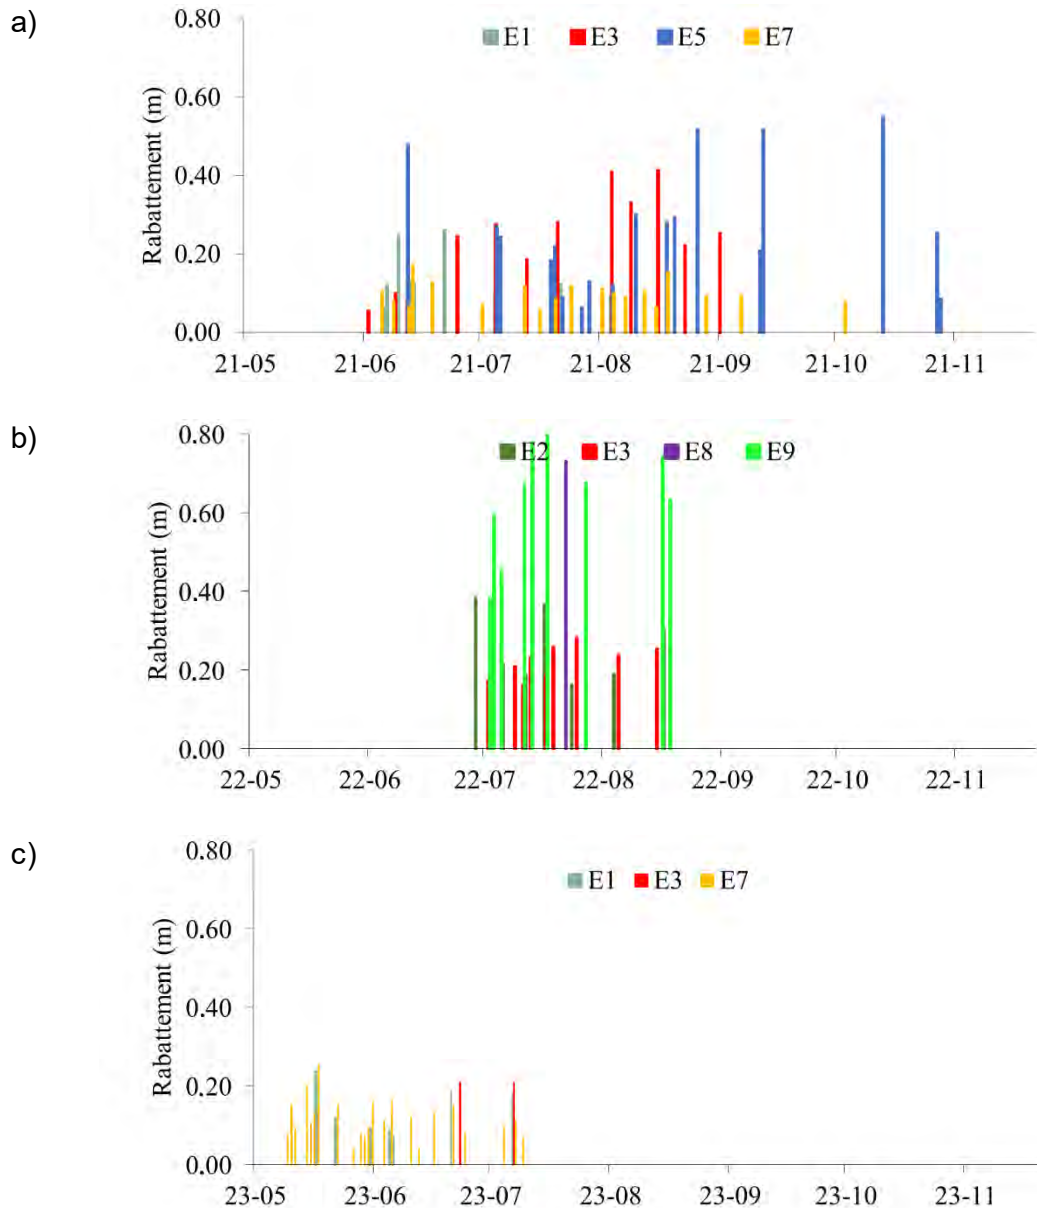 a)
0.80
E1 E3 E5 E7
0.60
0.40
0.20
0.00
Rabattement (m)
21-05 21-06 21-07 21-08 21-09 21-10 21-11
b)
0.80
E2 E3 E8 E9
0.60
0.40
0.20
0.00
Rabattement (m)
22-05 22-06 22-07 22-08 22-09 22-10 22-11
c)
0.80
E1 E3 E7
0.60
0.40
0.20
0.00
Rabattement (m)
23-05 23-06 23-07 23-08 23-09 23-10 23-11